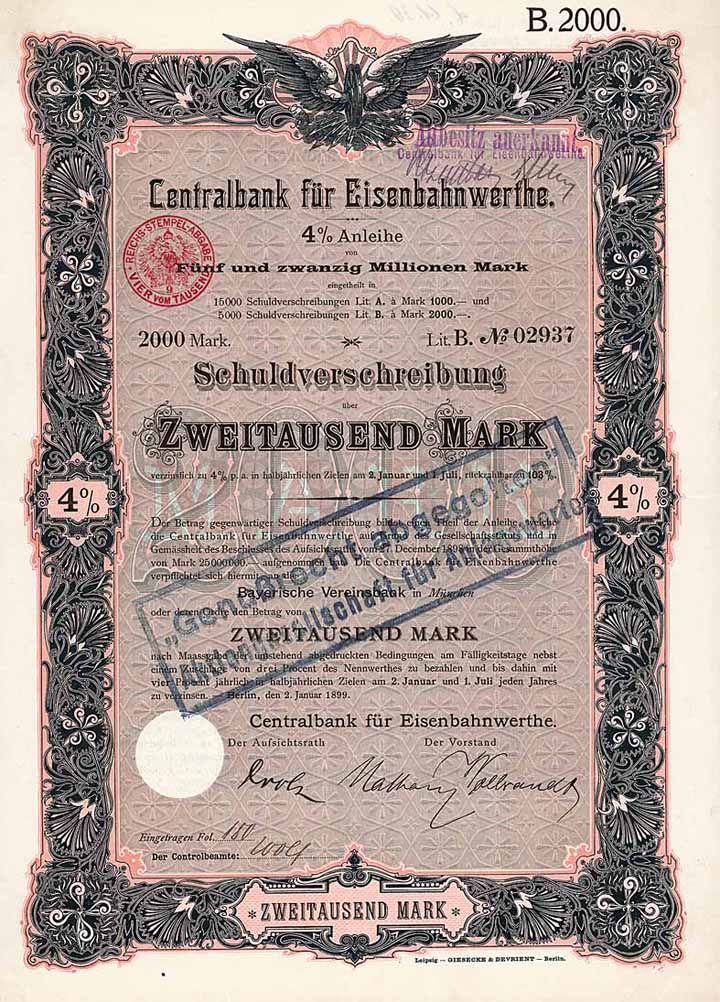 B. 2000.
Altbesitz anerkannt.
Centralbank für Eisenbahnwerthe.
Centralbank für Eisenbahnwerthe.
REICHS-STEMPEL-ABGABE
VIER VOM TAUSEND
4% Anleihe
von
Fünf und zwanzig Millionen Mark
eingetheilt in
15000 Schuldverschreibungen Lit. A. à Mark 1000.— und
5000 Schuldverschreibungen Lit. B. à Mark 2000.—.
2000 Mark. Lit. B. № 02937
Schuldverschreibung
über
ZWEITAUSEND MARK
verzinslich zu 4% p. a. in halbjährlichen Zielen am 2. Januar und 1. Juli, rückzahlbar zu 103%.
4% 4%
Der Betrag gegenwärtiger Schuldverschreibung bildet einen Theil der Anleihe, welche
die Centralbank für Eisenbahnwerthe auf Grund des Gesellschaftsstatuts und in
Gemässheit des Beschlusses des Aufsichtsraths vom 27. December 1898 in der Gesammthöhe
von Mark 25000000.— aufgenommen hat. Die Centralbank für Eisenbahnwerthe
verpflichtet sich hiermit, an die
Bayerische Vereinsbank in München
oder deren Ordre den Betrag von
ZWEITAUSEND MARK
nach Maassgabe der umstehend abgedruckten Bedingungen am Fälligkeitstage nebst
einem Zuschlage von drei Procent des Nennwerthes zu bezahlen und bis dahin mit
vier Procent jährlich in halbjährlichen Zielen am 2. Januar und 1. Juli jeden Jahres
zu verzinsen. — Berlin, den 2. Januar 1899.
"Genussrecht abgegolten"
für
Centralbank für Eisenbahnwerthe.
Der Aufsichtsrath Der Vorstand
Eingetragen Fol. 180
Der Controlbeamte: Wolf
ZWEITAUSEND MARK
Leipzig — GIESECKE & DEVRIENT — Berlin.